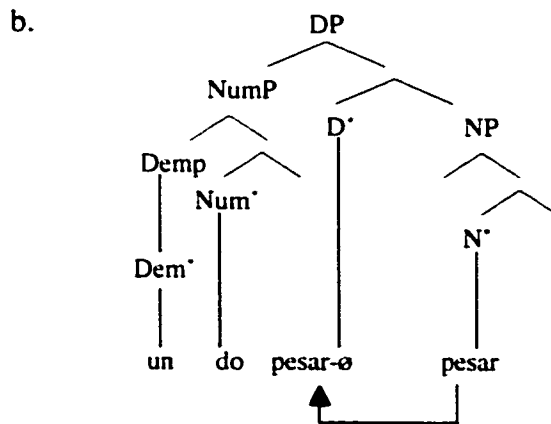 b.
DP
NumP
D˙ NP
Demp
Num˙
N˙
Dem˙
un do pesar-ø pesar